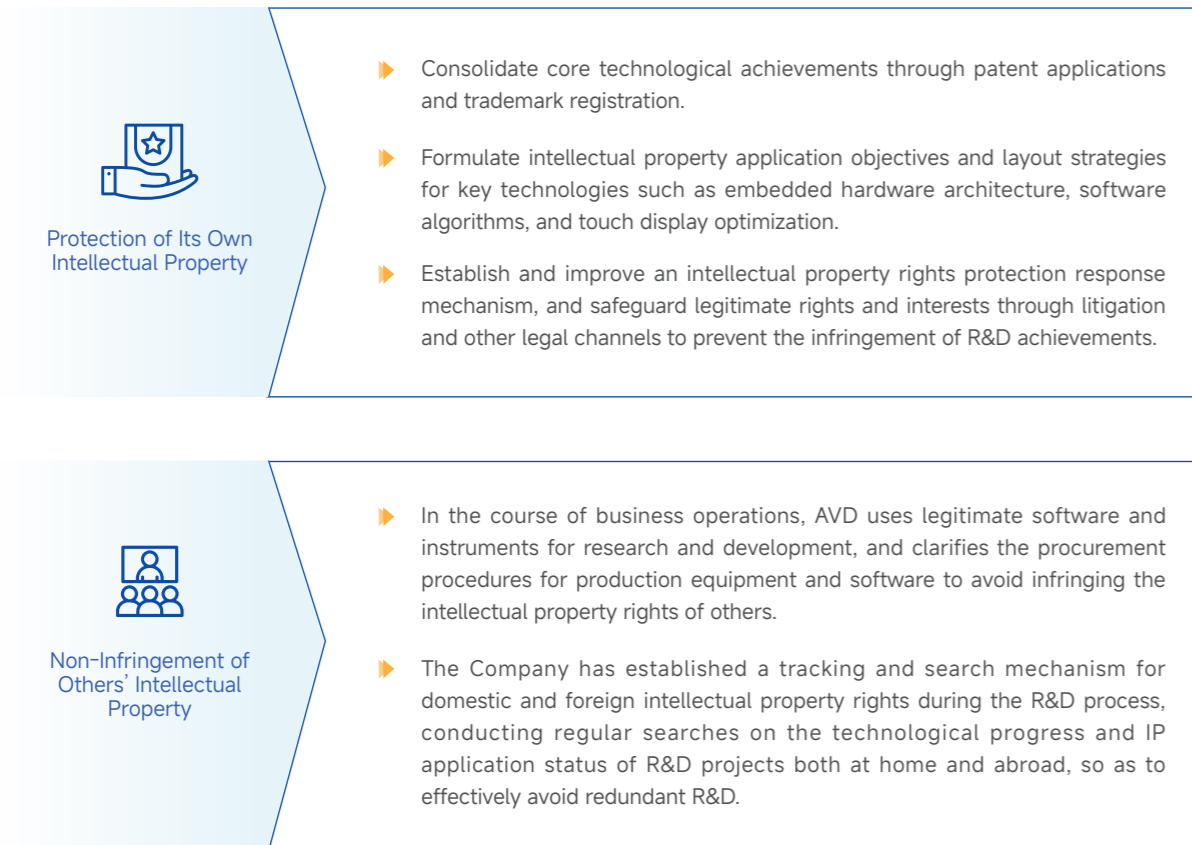 Protection of Its Own
Intellectual Property
Consolidate core technological achievements through patent applications
and trademark registration.
Formulate intellectual property application objectives and layout strategies
for key technologies such as embedded hardware architecture, software
algorithms, and touch display optimization.
Establish and improve an intellectual property rights protection response
mechanism, and safeguard legitimate rights and interests through litigation
and other legal channels to prevent the infringement of R&D achievements.
Non-Infringement of
Others’ Intellectual
Property
In the course of business operations, AVD uses legitimate software and
instruments for research and development, and clarifies the procurement
procedures for production equipment and software to avoid infringing the
intellectual property rights of others.
The Company has established a tracking and search mechanism for
domestic and foreign intellectual property rights during the R&D process,
conducting regular searches on the technological progress and IP
application status of R&D projects both at home and abroad, so as to
effectively avoid redundant R&D.